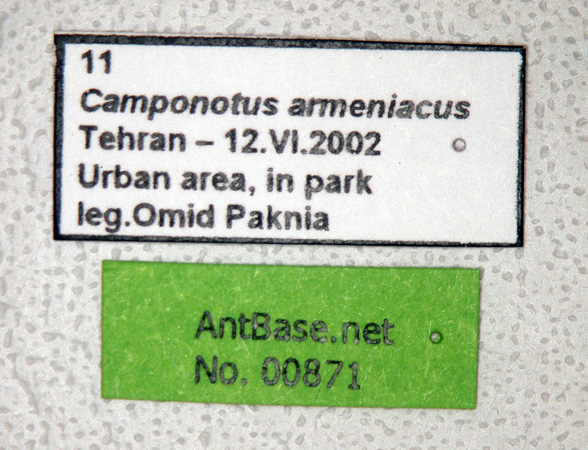 11
Camponotus armeniacus
Tehran – 12.VI.2002
Urban area, in park
leg.Omid Paknia
AntBase.net
No. 00871